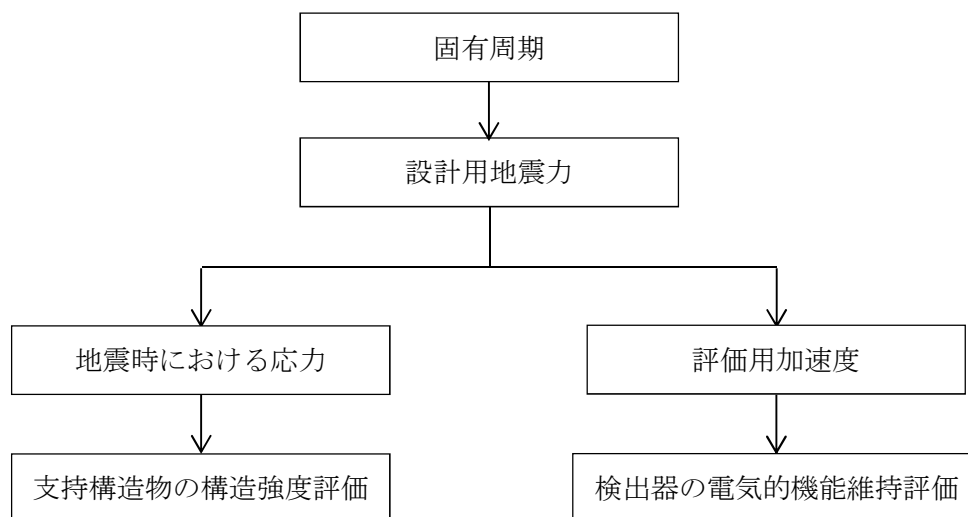 固有周期
設計用地震力
地震時における応力
評価用加速度
支持構造物の構造強度評価
検出器の電気的機能維持評価